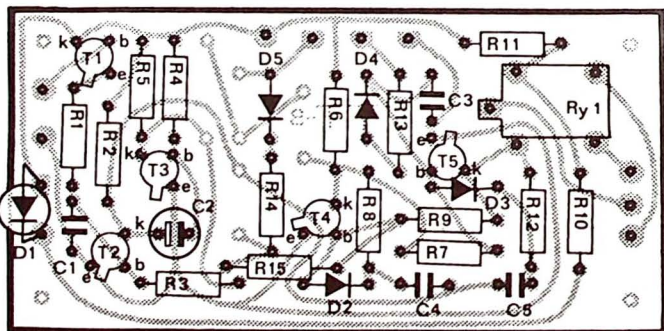 k b D5 D4 R11
T1 R5 R4 R6 R13 C3 Ry 1
e
R1 R2 k b e T5
T3 b k
e R14 k D3
C2 T4 R8 R9 R12 R10
D1 k e b R7
C1 T2 b R15
e R3 D2 C4 C5